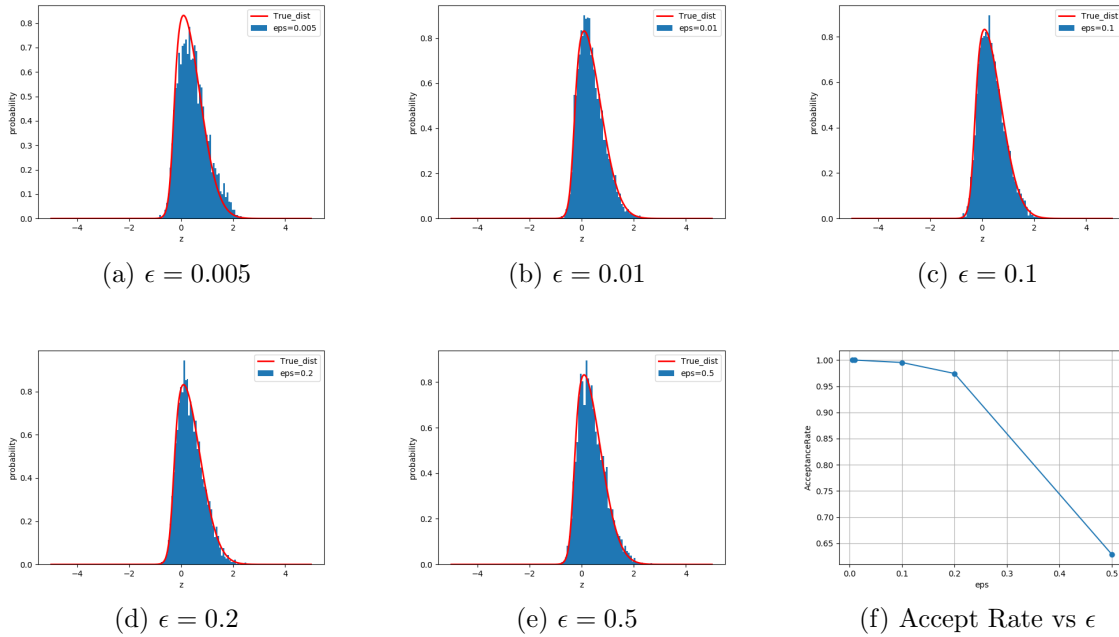 True_dist
eps=0.005
0.8
0.7
0.6
0.5
0.4
0.3
0.2
0.1
0.0
probability
−4
−2
0
2
4
z
(a) ϵ = 0.005
True_dist
eps=0.01
0.8
0.6
0.4
0.2
0.0
probability
−4
−2
0
2
4
z
(b) ϵ = 0.01
True_dist
eps=0.1
0.8
0.6
0.4
0.2
0.0
probability
−4
−2
0
2
4
z
(c) ϵ = 0.1
True_dist
eps=0.2
0.8
0.6
0.4
0.2
0.0
probability
−4
−2
0
2
4
z
(d) ϵ = 0.2
True_dist
eps=0.5
0.8
0.6
0.4
0.2
0.0
probability
−4
−2
0
2
4
z
(e) ϵ = 0.5
1.00
0.95
0.90
0.85
0.80
0.75
0.70
0.65
AcceptanceRate
0.0
0.1
0.2
0.3
0.4
0.5
eps
(f) Accept Rate vs ϵ